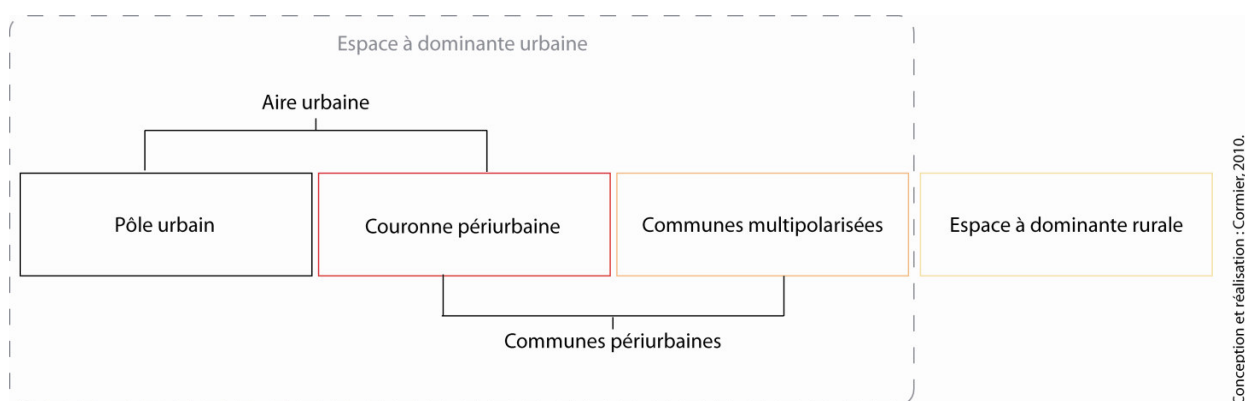 Espace à dominante urbaine
Aire urbaine
Pôle urbain
Couronne périurbaine
Communes multipolarisées
Espace à dominante rurale
Communes périurbaines
Conception et réalisation : Cormier, 2010.